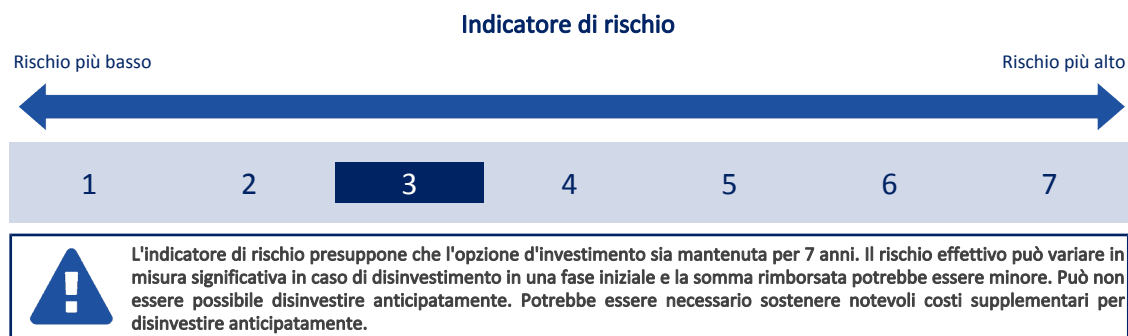 Indicatore di rischio
Rischio più basso
Rischio più alto
1 2 3 4 5 6 7
L'indicatore di rischio presuppone che l'opzione d'investimento sia mantenuta per 7 anni. Il rischio effettivo può variare in
misura significativa in caso di disinvestimento in una fase iniziale e la somma rimborsata potrebbe essere minore. Può non
essere possibile disinvestire anticipatamente. Potrebbe essere necessario sostenere notevoli costi supplementari per
disinvestire anticipatamente.